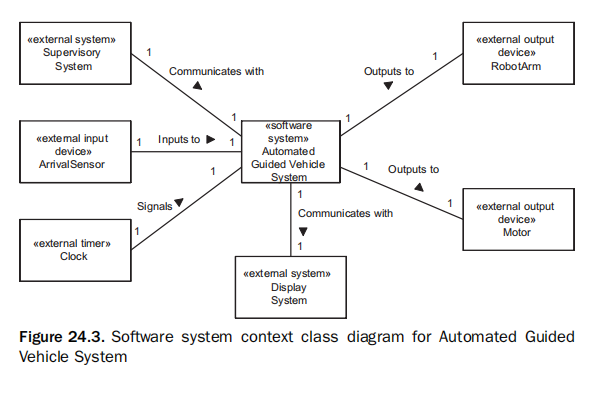 «external system»
Supervisory
System
1
Communicates with
1
«external output
device»
RobotArm
1
Outputs to
1
«external input
device»
ArrivalSensor
1
Inputs to
1
«software
system»
Automated
Guided Vehicle
System
1
Outputs to
1
«external output
device»
Motor
«external timer»
Clock
1
Signals
1
1
Communicates with
1
«external system»
Display
System
Figure 24.3. Software system context class diagram for Automated Guided
Vehicle System